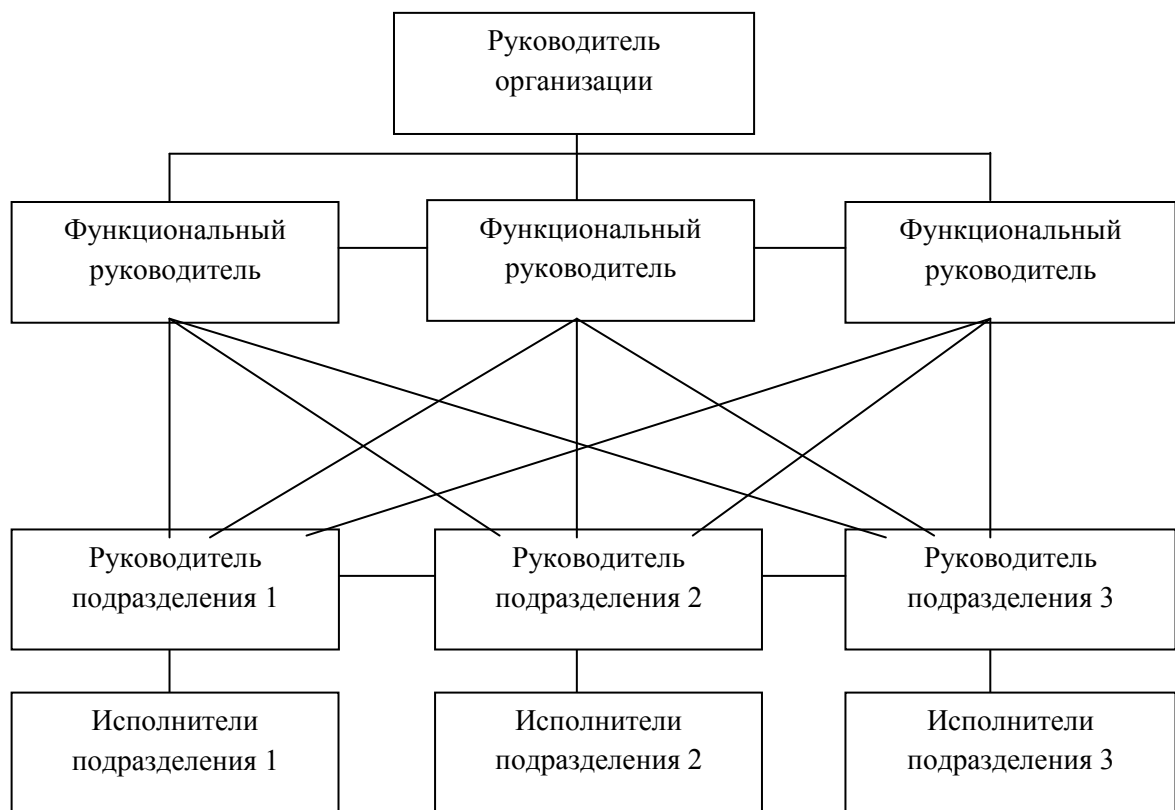 Руководитель
организации
Функциональный
руководитель
Функциональный
руководитель
Функциональный
руководитель
Руководитель
подразделения 1
Руководитель
подразделения 2
Руководитель
подразделения 3
Исполнители
подразделения 1
Исполнители
подразделения 2
Исполнители
подразделения 3